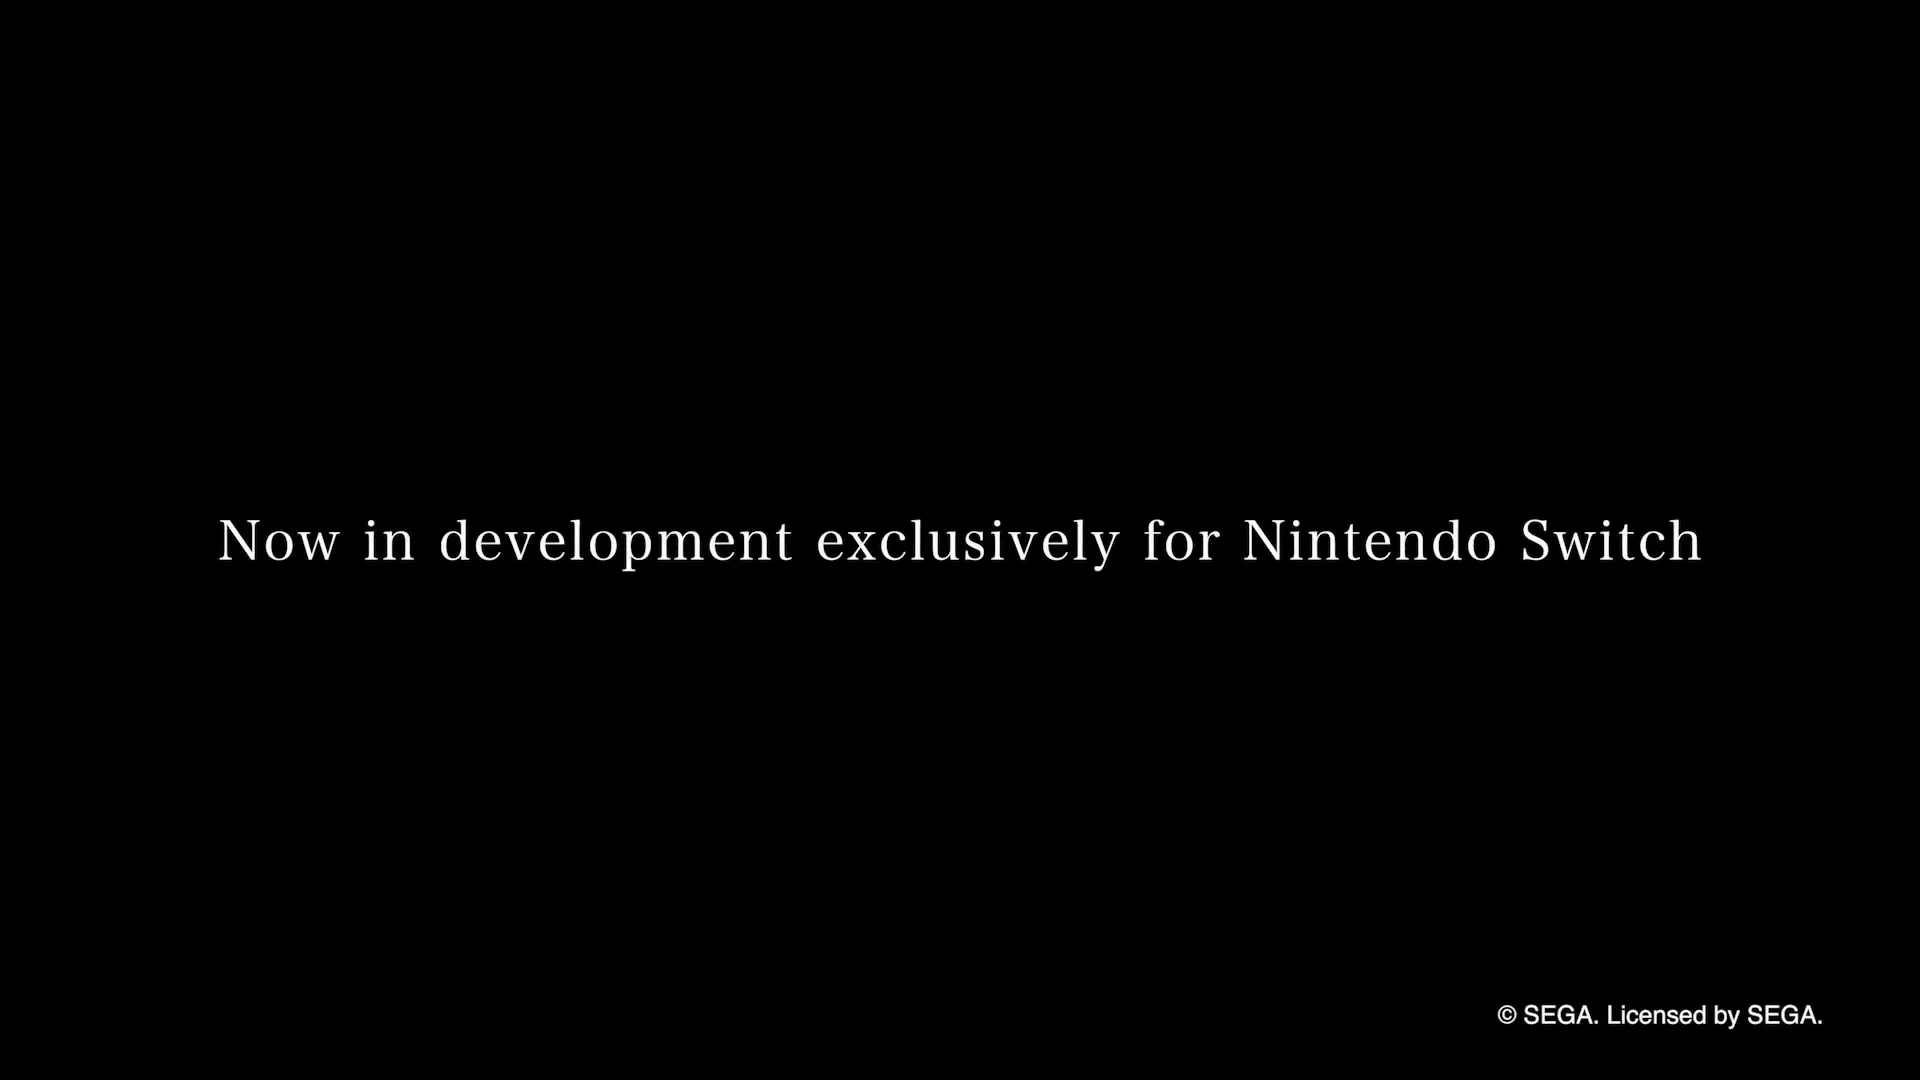 Now in development exclusively for Nintendo Switch
© SEGA. Licensed by SEGA.